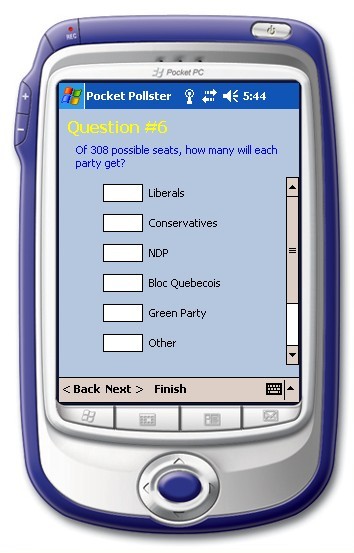 REC
Pocket PC
Pocket Pollster 5:44
Question #6
Of 308 possible seats, how many will each
party get?
Liberals
Conservatives
NDP
Bloc Quebecois
Green Party
Other
< Back Next > Finish